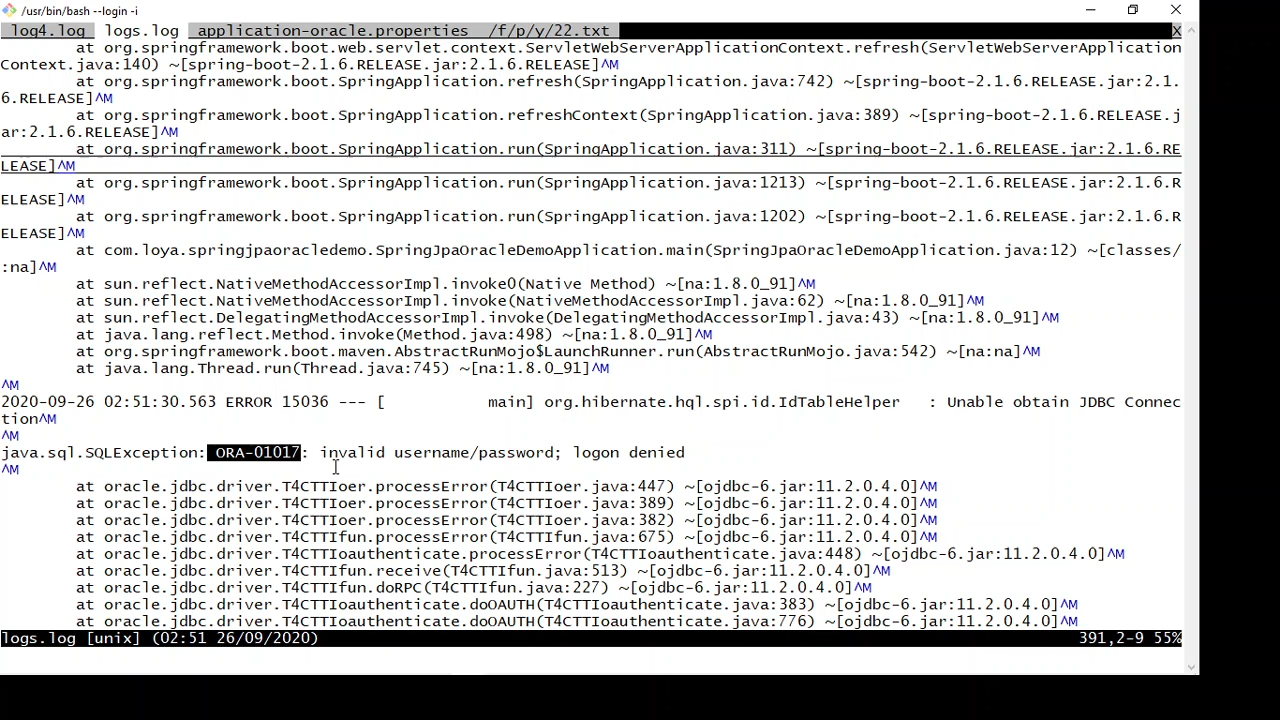 /usr/bin/bash --login -i
log4.log logs.log application-oracle.properties /f/p/y/22.txt X
at org.springframework.boot.web.servlet.context.ServletWebServerApplicationContext.refresh(ServletWebServerApplication
Context.java:140) ~[spring-boot-2.1.6.RELEASE.jar:2.1.6.RELEASE]^M
at org.springframework.boot.SpringApplication.refresh(SpringApplication.java:742) ~[spring-boot-2.1.6.RELEASE.jar:2.1.
6.RELEASE]^M
at org.springframework.boot.SpringApplication.refreshContext(SpringApplication.java:389) ~[spring-boot-2.1.6.RELEASE.j
ar:2.1.6.RELEASE]^M
at org.springframework.boot.SpringApplication.run(SpringApplication.java:311) ~[spring-boot-2.1.6.RELEASE.jar:2.1.6.RE
LEASE]^M
at org.springframework.boot.SpringApplication.run(SpringApplication.java:1213) ~[spring-boot-2.1.6.RELEASE.jar:2.1.6.R
ELEASE]^M
at org.springframework.boot.SpringApplication.run(SpringApplication.java:1202) ~[spring-boot-2.1.6.RELEASE.jar:2.1.6.R
ELEASE]^M
at com.loya.springjpaoracledemo.SpringJpaOracleDemoApplication.main(SpringJpaOracleDemoApplication.java:12) ~[classes/
:na]^M
at sun.reflect.NativeMethodAccessorImpl.invoke0(Native Method) ~[na:1.8.0_91]^M
at sun.reflect.NativeMethodAccessorImpl.invoke(NativeMethodAccessorImpl.java:62) ~[na:1.8.0_91]^M
at sun.reflect.DelegatingMethodAccessorImpl.invoke(DelegatingMethodAccessorImpl.java:43) ~[na:1.8.0_91]^M
at java.lang.reflect.Method.invoke(Method.java:498) ~[na:1.8.0_91]^M
at org.springframework.boot.maven.AbstractRunMojo$LaunchRunner.run(AbstractRunMojo.java:542) ~[na:na]^M
at java.lang.Thread.run(Thread.java:745) ~[na:1.8.0_91]^M
^M
2020-09-26 02:51:30.563 ERROR 15036 --- [ main] org.hibernate.hql.spi.id.IdTableHelper : Unable obtain JDBC Connec
tion^M
^M
java.sql.SQLException: ORA-01017: invalid username/password; logon denied
^M
at oracle.jdbc.driver.T4CTTIoer.processError(T4CTTIoer.java:447) ~[ojdbc-6.jar:11.2.0.4.0]^M
at oracle.jdbc.driver.T4CTTIoer.processError(T4CTTIoer.java:389) ~[ojdbc-6.jar:11.2.0.4.0]^M
at oracle.jdbc.driver.T4CTTIoer.processError(T4CTTIoer.java:382) ~[ojdbc-6.jar:11.2.0.4.0]^M
at oracle.jdbc.driver.T4CTTIfun.processError(T4CTTIfun.java:675) ~[ojdbc-6.jar:11.2.0.4.0]^M
at oracle.jdbc.driver.T4CTTIoauthenticate.processError(T4CTTIoauthenticate.java:448) ~[ojdbc-6.jar:11.2.0.4.0]^M
at oracle.jdbc.driver.T4CTTIfun.receive(T4CTTIfun.java:513) ~[ojdbc-6.jar:11.2.0.4.0]^M
at oracle.jdbc.driver.T4CTTIfun.doRPC(T4CTTIfun.java:227) ~[ojdbc-6.jar:11.2.0.4.0]^M
at oracle.jdbc.driver.T4CTTIoauthenticate.doOAUTH(T4CTTIoauthenticate.java:383) ~[ojdbc-6.jar:11.2.0.4.0]^M
at oracle.jdbc.driver.T4CTTIoauthenticate.doOAUTH(T4CTTIoauthenticate.java:776) ~[ojdbc-6.jar:11.2.0.4.0]^M
logs.log [unix] (02:51 26/09/2020) 391,2-9 55%